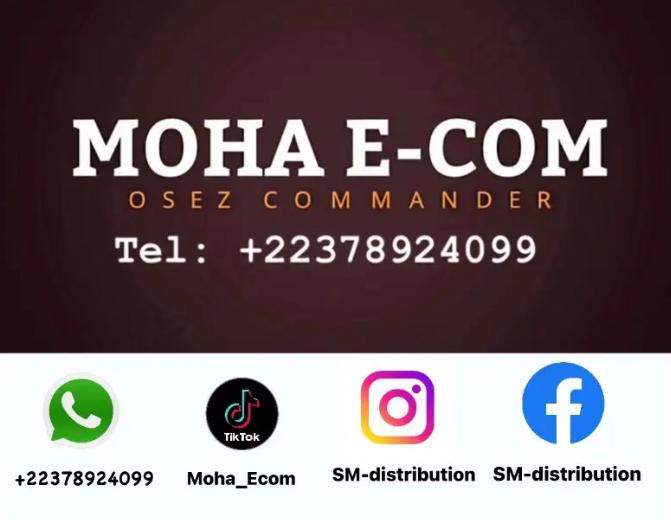 MOHA E-COM
OSEZ COMMANDER
Tel: +22378924099
TikTok
+22378924099 Moha_Ecom SM-distribution SM-distribution